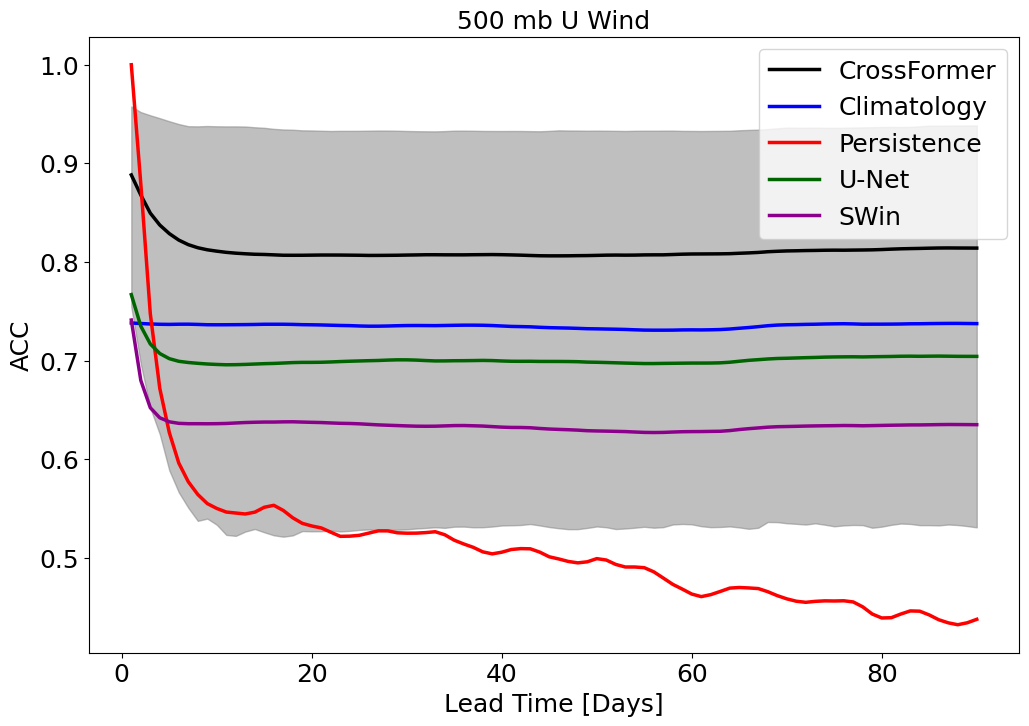 500 mb U Wind
1.0
0.9
0.8
0.7
0.6
0.5
ACC
CrossFormer
Climatology
Persistence
U-Net
SWin
0 20 40 60 80
Lead Time [Days]